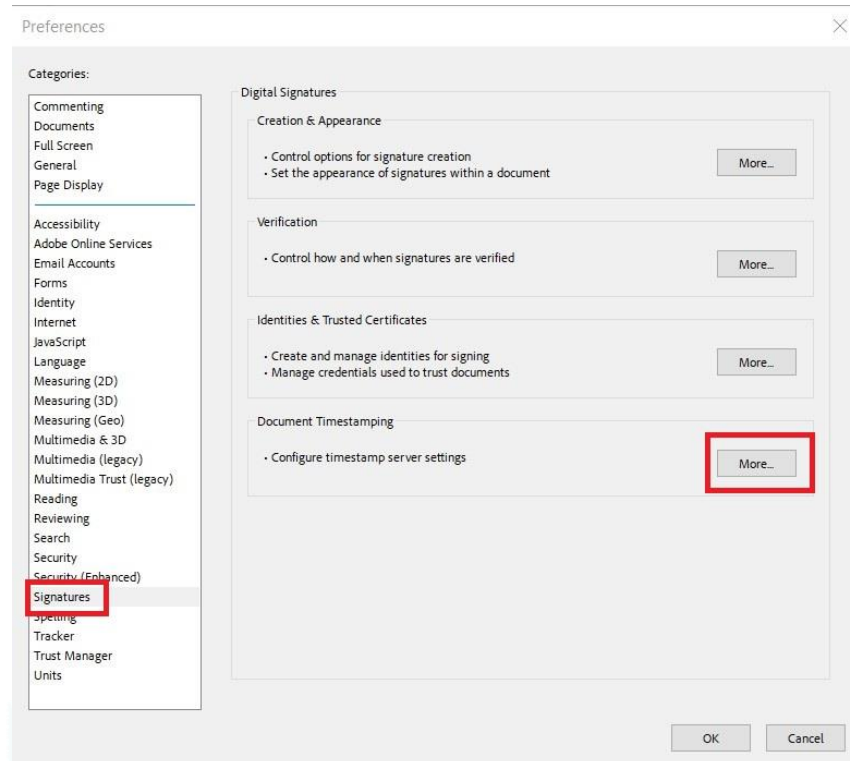 Preferences
Categories:
Commenting
Documents
Full Screen
General
Page Display
Accessibility
Adobe Online Services
Email Accounts
Forms
Identity
Internet
JavaScript
Language
Measuring (2D)
Measuring (3D)
Measuring (Geo)
Multimedia & 3D
Multimedia (legacy)
Multimedia Trust (legacy)
Reading
Reviewing
Search
Security
Security (Enhanced)
Signatures
Spelling
Tracker
Trust Manager
Units
Digital Signatures
Creation & Appearance
• Control options for signature creation
• Set the appearance of signatures within a document
More...
Verification
• Control how and when signatures are verified
More...
Identities & Trusted Certificates
• Create and manage identities for signing
• Manage credentials used to trust documents
More...
Document Timestamping
• Configure timestamp server settings
More...
OK
Cancel